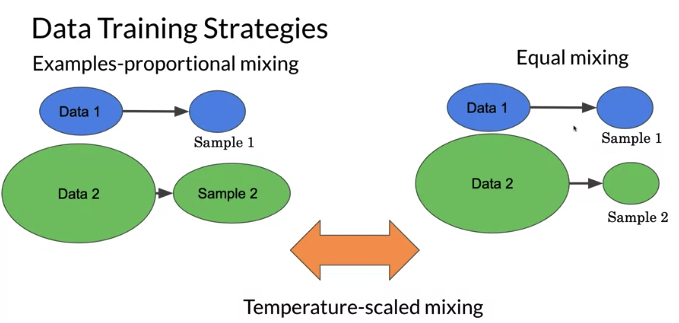 Data Training Strategies
Examples-proportional mixing
Data 1
Sample 1
Data 2
Sample 2
Equal mixing
Data 1
Sample 1
Data 2
Sample 2
Temperature-scaled mixing